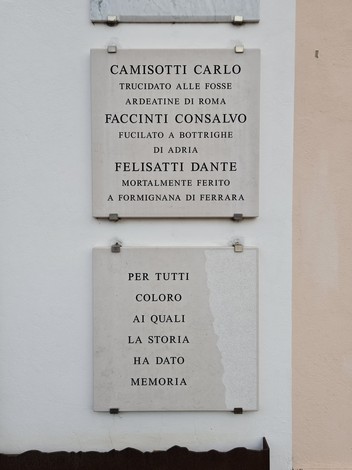 CAMISOTTI CARLO
TRUCIDATO ALLE FOSSE
ARDEATINE DI ROMA
FACCINTI CONSALVO
FUCILATO A BOTTRIGHE
DI ADRIA
FELISATTI DANTE
MORTALMENTE FERITO
A FORMIGNANA DI FERRARA
PER TUTTI
COLORO
AI QUALI
LA STORIA
HA DATO
MEMORIA